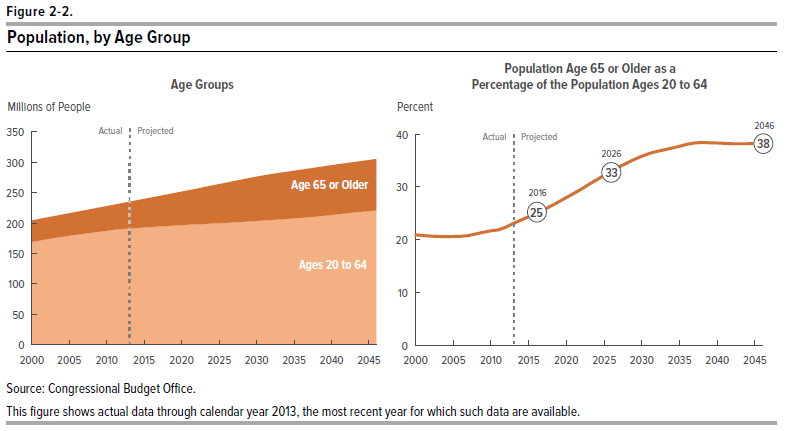 Figure 2-2.
Population, by Age Group
Age Groups
Millions of People
350
300
250
200
150
100
50
0
Actual Projected
Age 65 or Older
Ages 20 to 64
2000 2005 2010 2015 2020 2025 2030 2035 2040 2045
Population Age 65 or Older as a
Percentage of the Population Ages 20 to 64
Percent
40
30
20
10
0
Actual Projected
2016
25
2026
33
2046
38
2000 2005 2010 2015 2020 2025 2030 2035 2040 2045
Source: Congressional Budget Office.
This figure shows actual data through calendar year 2013, the most recent year for which such data are available.